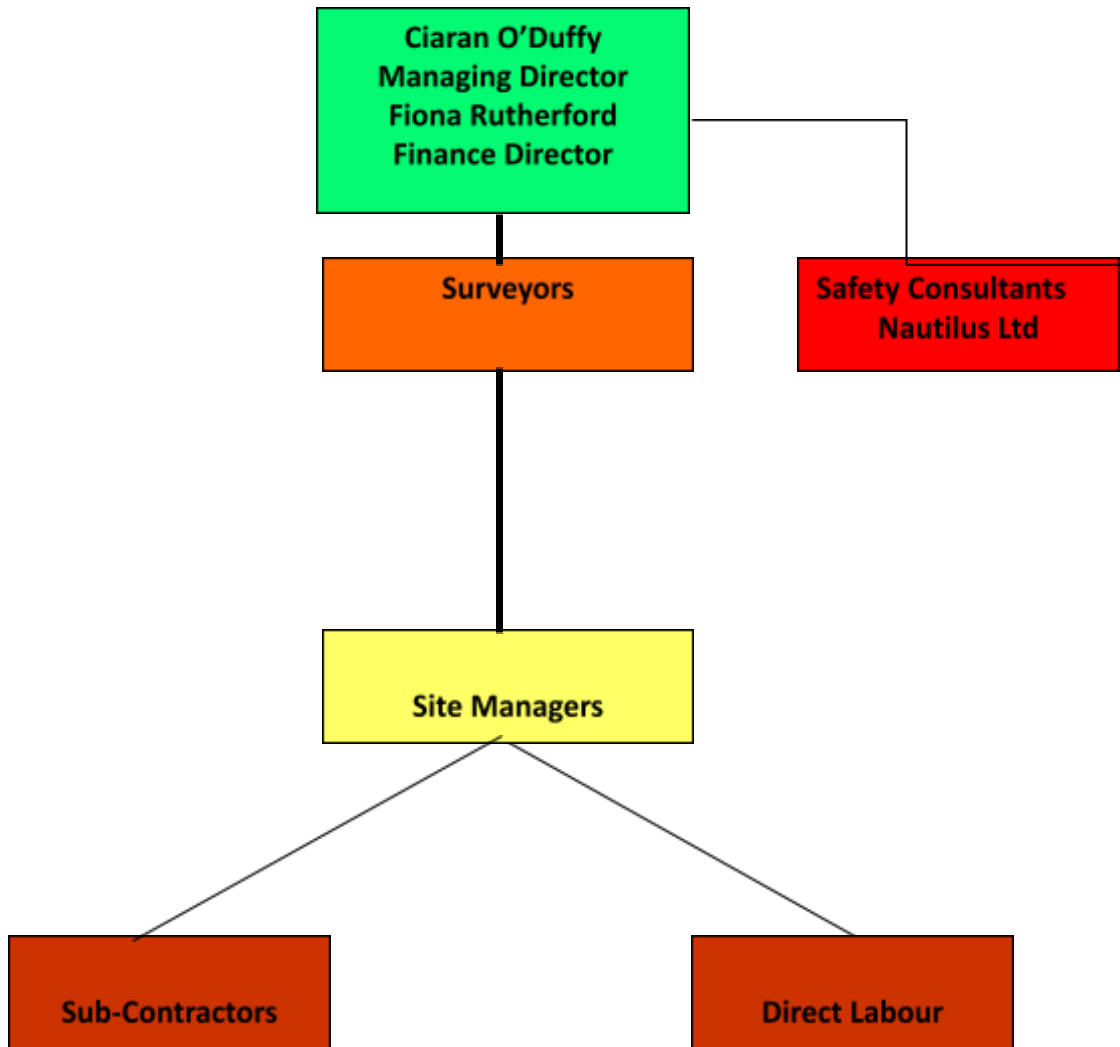 Ciaran O’Duffy
Managing Director
Fiona Rutherford
Finance Director
Surveyors
Safety Consultants
Nautilus Ltd
Site Managers
Sub-Contractors
Direct Labour